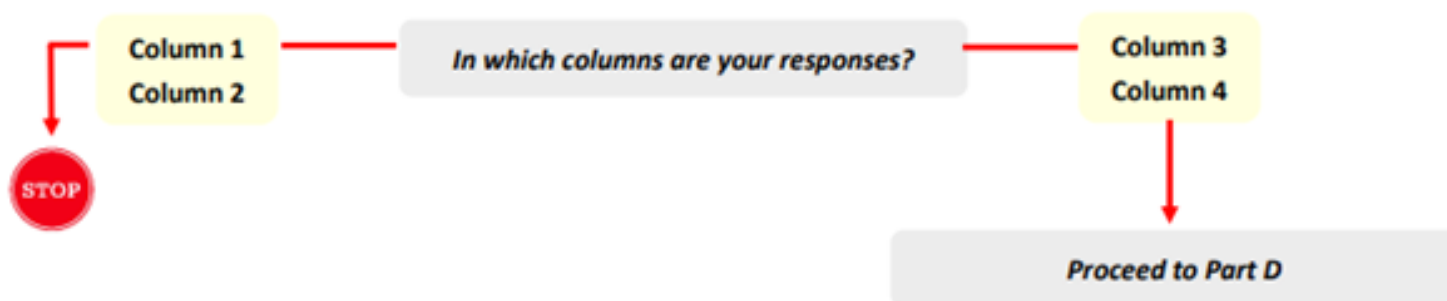 Column 1
Column 2
In which columns are your responses?
Column 3
Column 4
STOP
Proceed to Part D